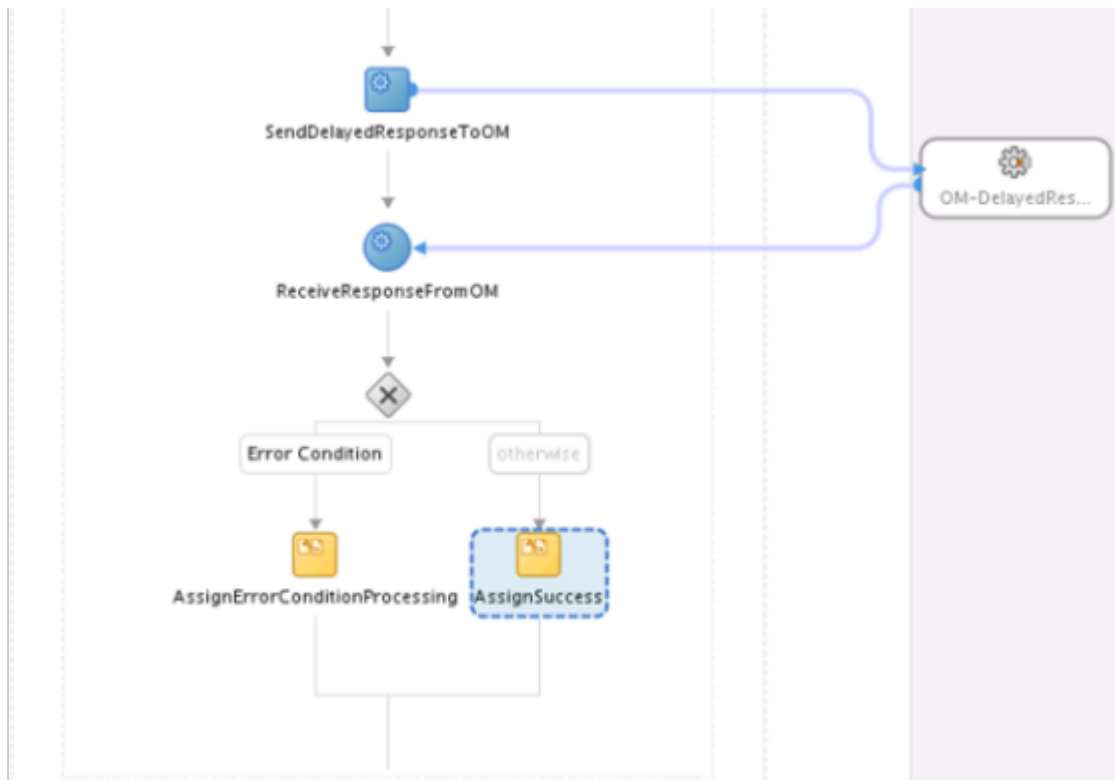 SendDelayedResponseToOM
OM-DelayedRes...
ReceiveResponseFromOM
Error Condition
otherwise
AssignErrorConditionProcessing
AssignSuccess